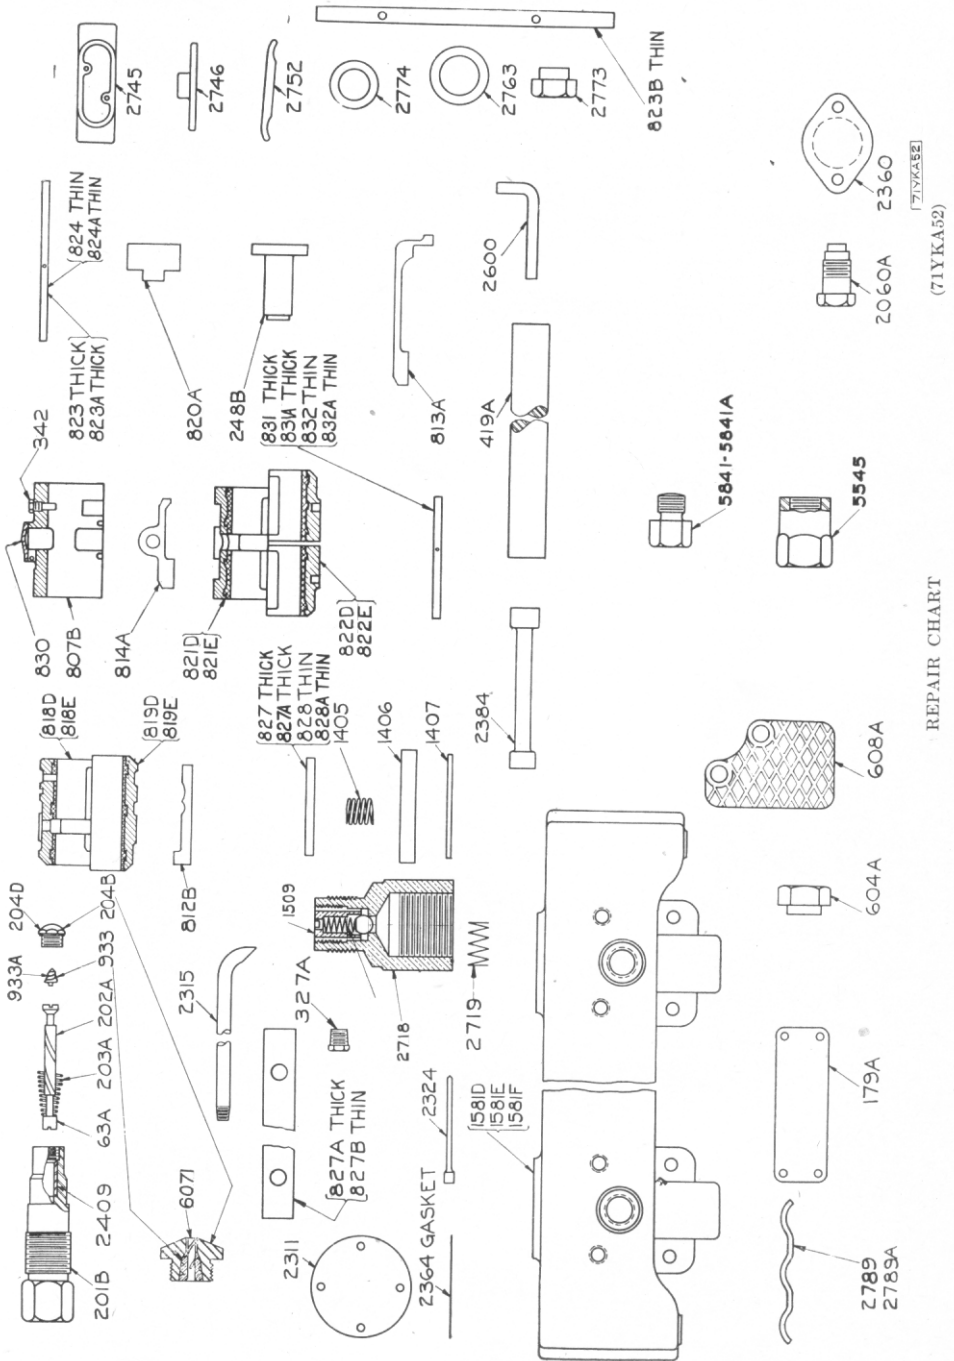 933A
204D
933
204B
202A
203A
63A
2409
201B
6071
2315
327A
827A THICK
827B THIN
2311
2364 GASKET
2324
818D
818E
819D
819E
812B
827 THICK
827A THICK
828 THIN
828A THIN
1405
1406
1407
1509
2718
2719
1581D
1581E
1581F
830
342
807B
814A
821D
821E
822D
822E
823 THICK
823A THICK
824 THIN
824A THIN
820A
248B
831 THICK
831A THICK
832 THIN
832A THIN
813A
419A
2600
2384
2745
2746
2752
2774
2763
2773
823B THIN
5841-5841A
5545
2060A
2360
71YKA52
608A
604A
179A
2789
2789A
REPAIR CHART
(71YKA52)